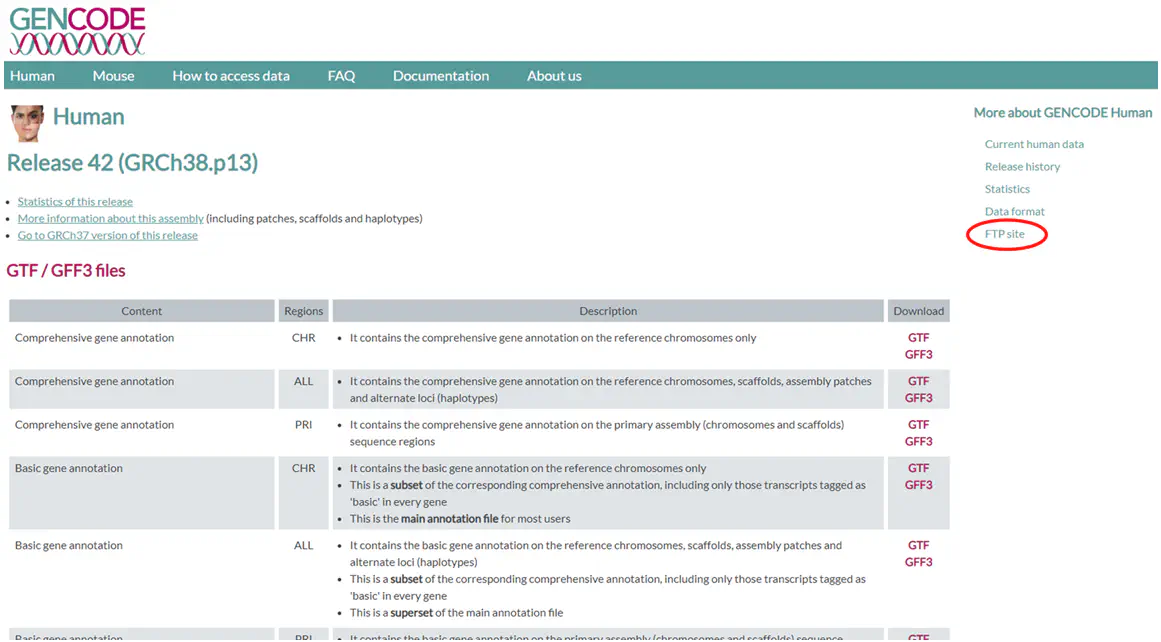 GENCODE
Human Mouse How to access data FAQ Documentation About us
Human
Release 42 (GRCh38.p13)
Statistics of this release
More information about this assembly (including patches, scaffolds and haplotypes)
Go to GRCh37 version of this release
GTF / GFF3 files
Content Regions Description Download
Comprehensive gene annotation CHR It contains the comprehensive gene annotation on the reference chromosomes only GTF
GFF3
Comprehensive gene annotation ALL It contains the comprehensive gene annotation on the reference chromosomes, scaffolds, assembly patches GTF
and alternate loci (haplotypes) GFF3
Comprehensive gene annotation PRI It contains the comprehensive gene annotation on the primary assembly (chromosomes and scaffolds) GTF
sequence regions GFF3
Basic gene annotation CHR It contains the basic gene annotation on the reference chromosomes only GTF
This is a subset of the corresponding comprehensive annotation, including only those transcripts tagged as GFF3
'basic' in every gene
This is the main annotation file for most users
Basic gene annotation ALL It contains the basic gene annotation on the reference chromosomes, scaffolds, assembly patches and GTF
alternate loci (haplotypes) GFF3
This is a subset of the corresponding comprehensive annotation, including only those transcripts tagged as
'basic' in every gene
This is a superset of the main annotation file
Basic gene annotation PRI It contains the basic gene annotation on the primary assembly (chromosomes and scaffolds) sequence GTF
More about GENCODE Human
Current human data
Release history
Statistics
Data format
FTP site